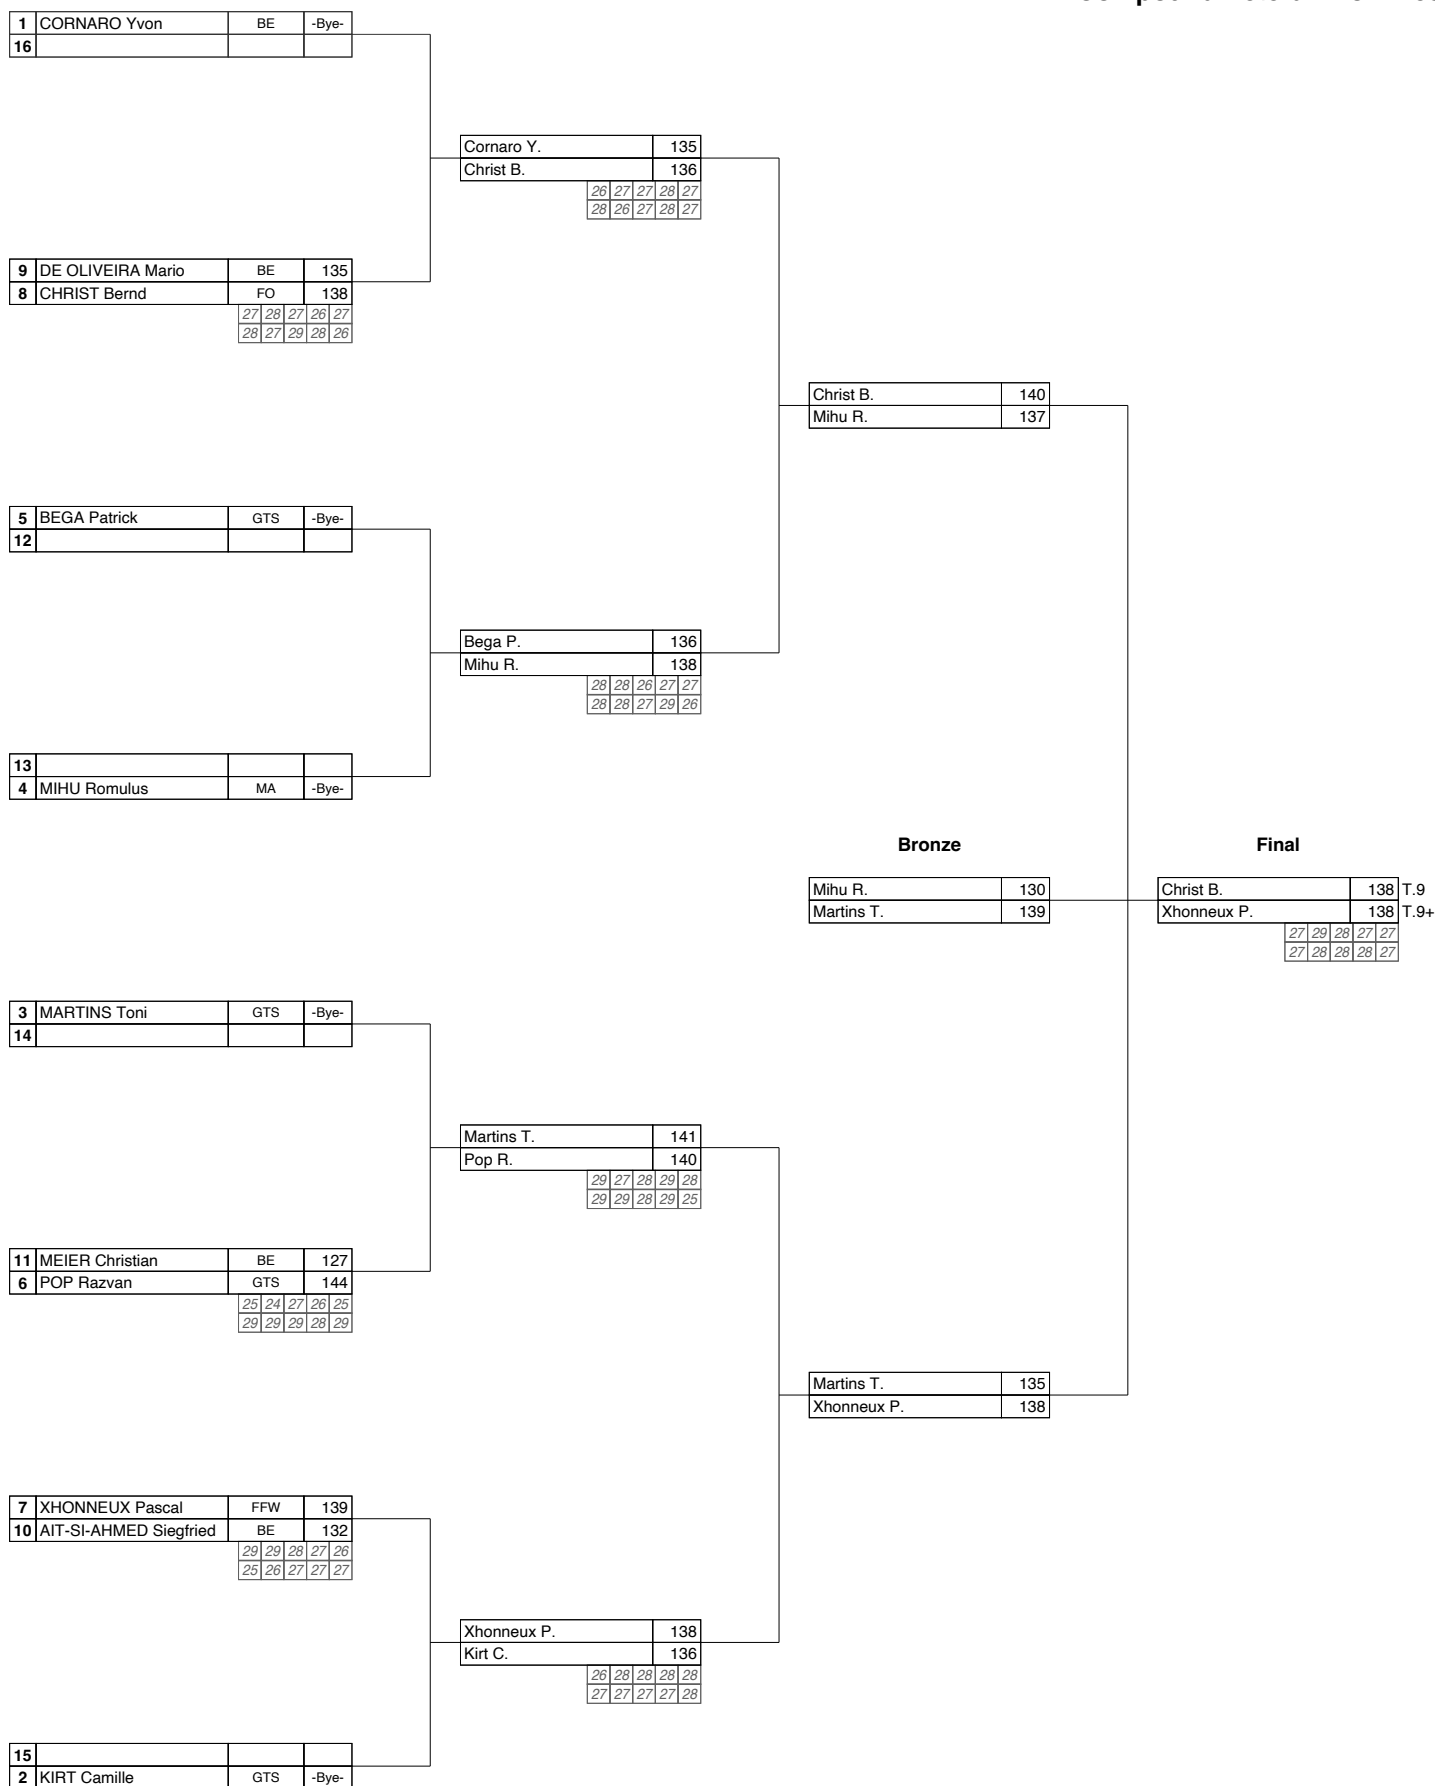 1 CORNARO Yvon BE -Bye-
16
Cornaro Y. 135
Christ B. 136
26 27 27 28 27
28 26 27 28 27
9 DE OLIVEIRA Mario BE 135
8 CHRIST Bernd FO 138
27 28 27 26 27
28 27 29 28 26
Christ B. 140
Mihu R. 137
5 BEGA Patrick GTS -Bye-
12
Bega P. 136
Mihu R. 138
28 28 26 27 27
28 28 27 29 26
13
4 MIHU Romulus MA -Bye-
Bronze Final
Mihu R. 130 Christ B. 138 T.9
Martins T. 139 Xhonneux P. 138 T.9+
27 29 28 27 27
27 28 28 28 27
3 MARTINS Toni GTS -Bye-
14
Martins T. 141
Pop R. 140
29 27 28 29 28
29 29 28 29 25
11 MEIER Christian BE 127
6 POP Razvan GTS 144
25 24 27 26 25
29 29 29 28 29
Martins T. 135
Xhonneux P. 138
7 XHONNEUX Pascal FFW 139
10 AIT-SI-AHMED Siegfried BE 132
29 29 28 27 26
25 26 27 27 27
Xhonneux P. 138
Kirt C. 136
26 28 28 28 28
27 27 27 27 28
15
2 KIRT Camille GTS -Bye-